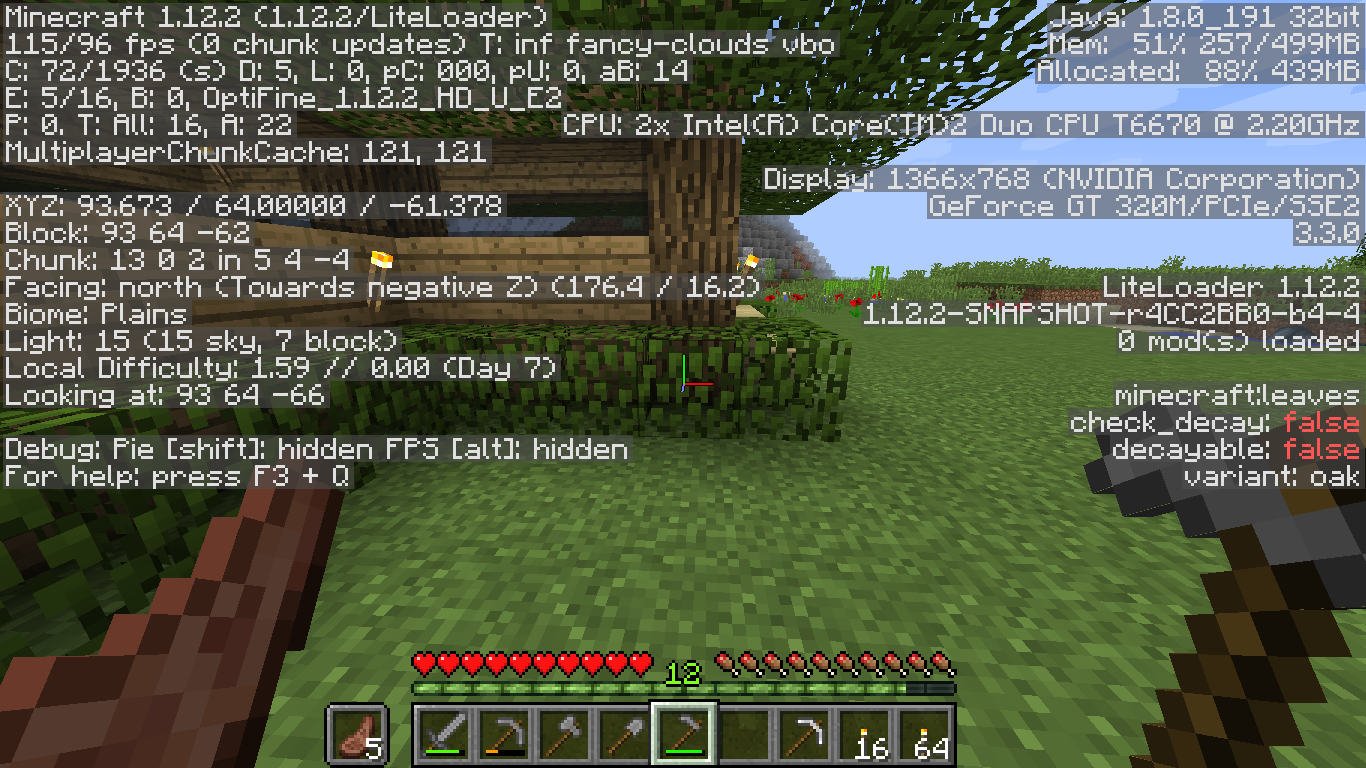 Minecraft 1.12.2 (1.12.2/LiteLoader)
115/96 fps (0 chunk updates) T: inf fancy-clouds vbo
C: 72/1936 (s) D: 5, L: 0, pC: 000, pU: 0, aB: 14
E: 5/16, B: 0, OptiFine_1.12.2_HD_U_E2
P: 0. T: All: 16, A: 22
MultiplayerChunkCache: 121, 121
XYZ: 93.673 / 64.00000 / -61.378
Block: 93 64 -62
Chunk: 13 0 2 in 5 4 -4
Facing: north (Towards negative Z) (176.4 / 16.2)
Biome: Plains
Light: 15 (15 sky, 7 block)
Local Difficulty: 1.59 // 0.00 (Day 7)
Looking at: 93 64 -66
Debug: Pie [shift]: hidden FPS [alt]: hidden
For help: press F3 + Q
Java: 1.8.0_191 32bit
Mem: 51% 257/499MB
Allocated: 88% 439MB
CPU: 2x Intel(R) Core(TM)2 Duo CPU T6670 @ 2.20GHz
Display: 1366x768 (NVIDIA Corporation)
GeForce GT 320M/PCIe/SSE2
3.3.0
LiteLoader 1.12.2
1.12.2-SNAPSHOT-r4CC2BB0-b4-4
0 mod(s) loaded
minecraft:leaves
check_decay: false
decayable: false
variant: oak
12
5
16
64